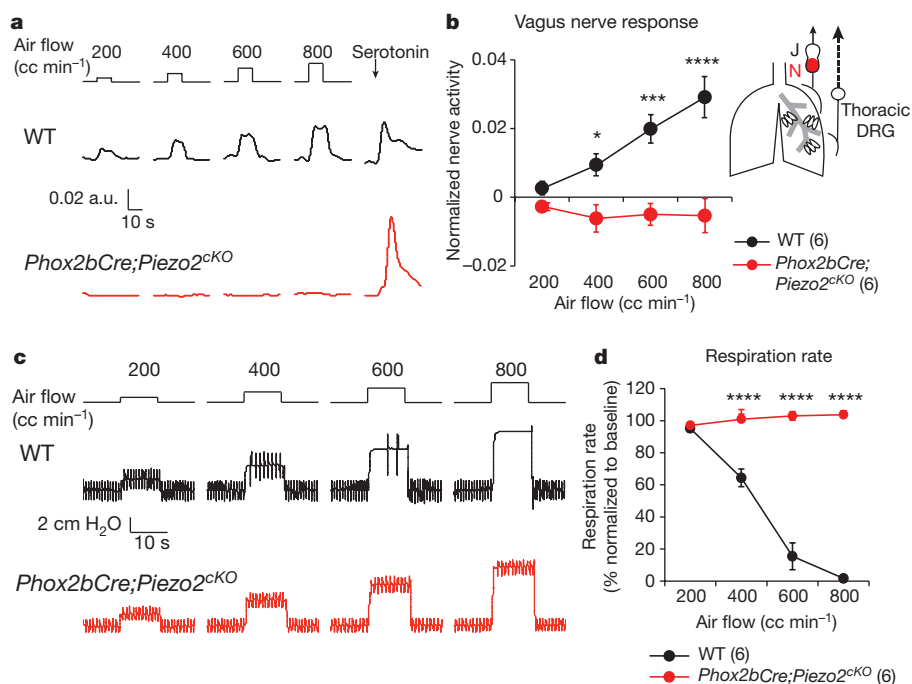 a
Air flow
(cc min⁻¹)
200 400 600 800 Serotonin
WT
0.02 a.u.
10 s
Phox2bCre;Piezo2cKO
b
Vagus nerve response
Normalized nerve activity
0.04
0.02
0
−0.02
* *** ****
200 400 600 800
Air flow (cc min⁻¹)
J
N
Thoracic
DRG
WT (6)
Phox2bCre;
Piezo2cKO (6)
c
200 400 600 800
Air flow
(cc min⁻¹)
WT
2 cm H₂O
10 s
Phox2bCre;Piezo2cKO
d
Respiration rate
Respiration rate
(% normalized to baseline)
120
100
80
60
40
20
0
**** **** ****
200 400 600 800
Air flow (cc min⁻¹)
WT (6)
Phox2bCre;Piezo2cKO (6)